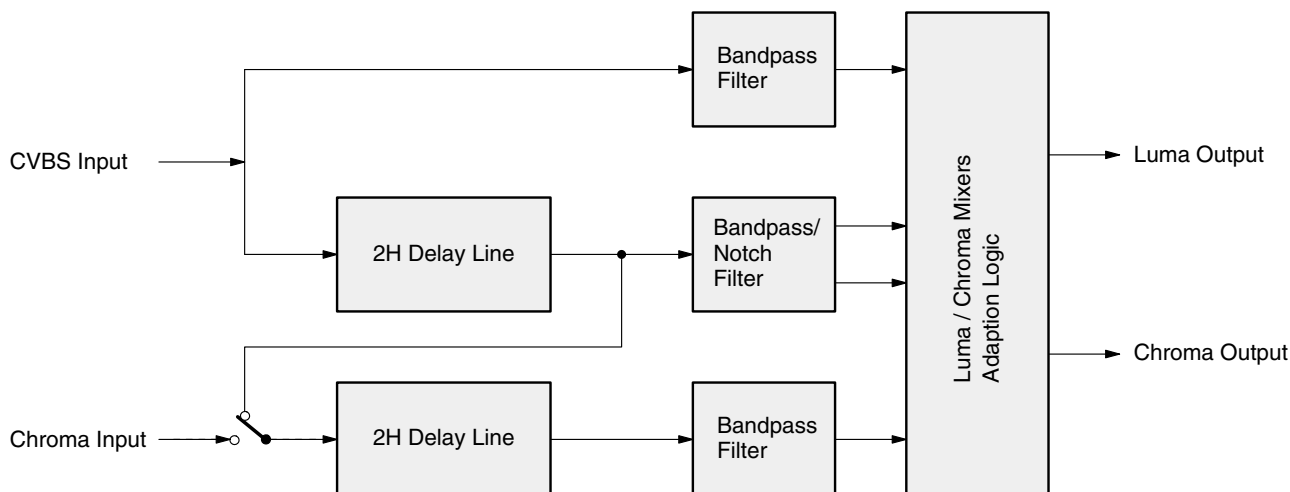 Bandpass
Filter
CVBS Input
Luma Output
2H Delay Line
Bandpass/
Notch
Filter
Luma / Chroma Mixers
Adaption Logic
Chroma Output
Chroma Input
2H Delay Line
Bandpass
Filter